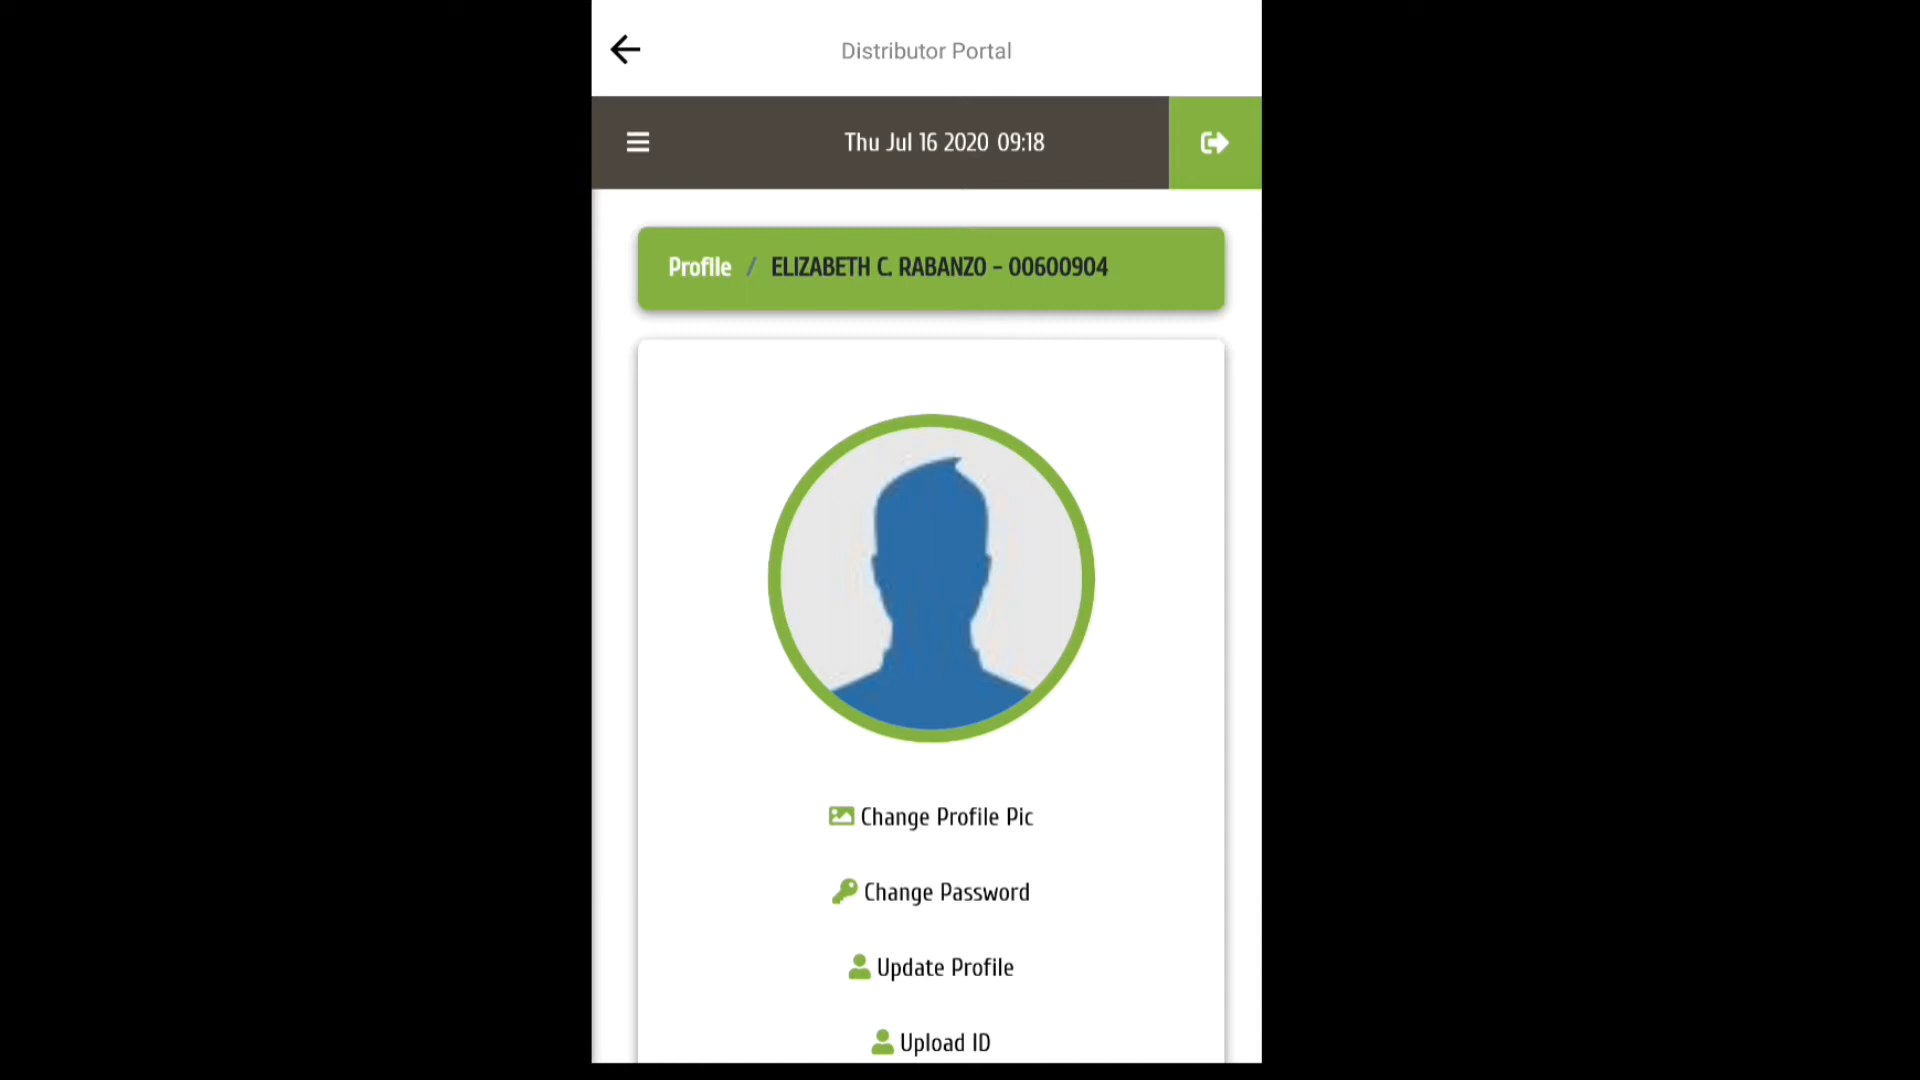 Distributor Portal
Thu Jul 16 2020 09:18
Profile / ELIZABETH C. RABANZO - 00600904
Change Profile Pic
Change Password
Update Profile
Upload ID